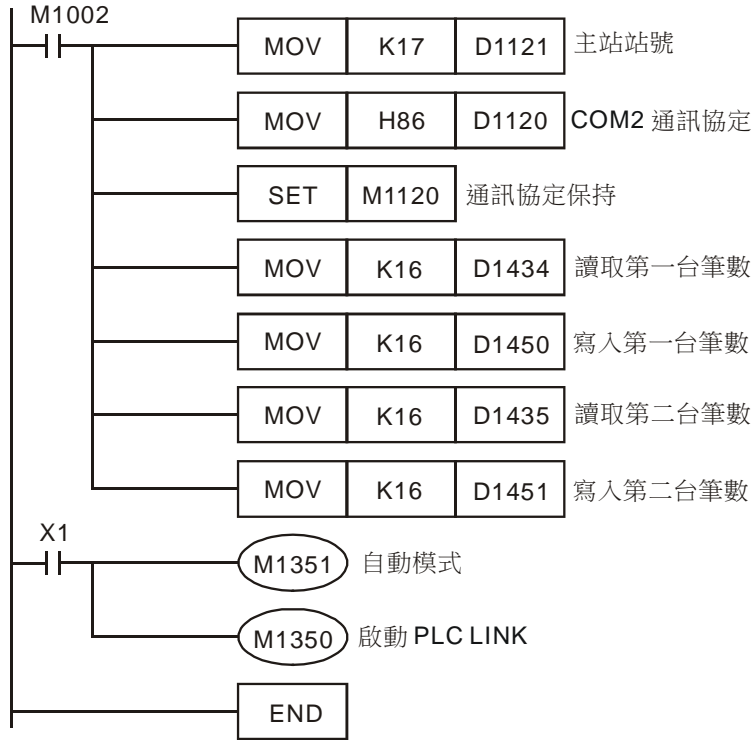 M1002
MOV K17 D1121 主站站號
MOV H86 D1120 COM2 通訊協定
SET M1120 通訊協定保持
MOV K16 D1434 讀取第一台筆數
MOV K16 D1450 寫入第一台筆數
MOV K16 D1435 讀取第二台筆數
MOV K16 D1451 寫入第二台筆數
X1
M1351 自動模式
M1350 啟動 PLC LINK
END